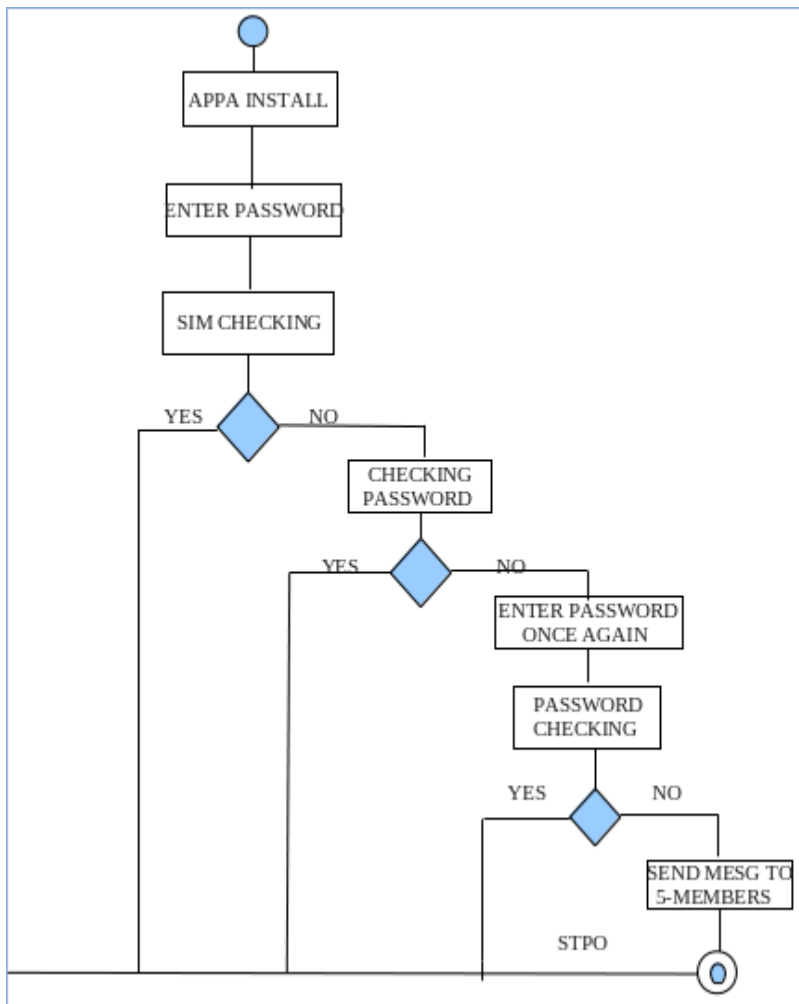 APPA INSTALL
ENTER PASSWORD
SIM CHECKING
YES
NO
CHECKING
PASSWORD
YES
NO
ENTER PASSWORD
ONCE AGAIN
PASSWORD
CHECKING
YES
NO
SEND MESG TO
5-MEMBERS
STPO